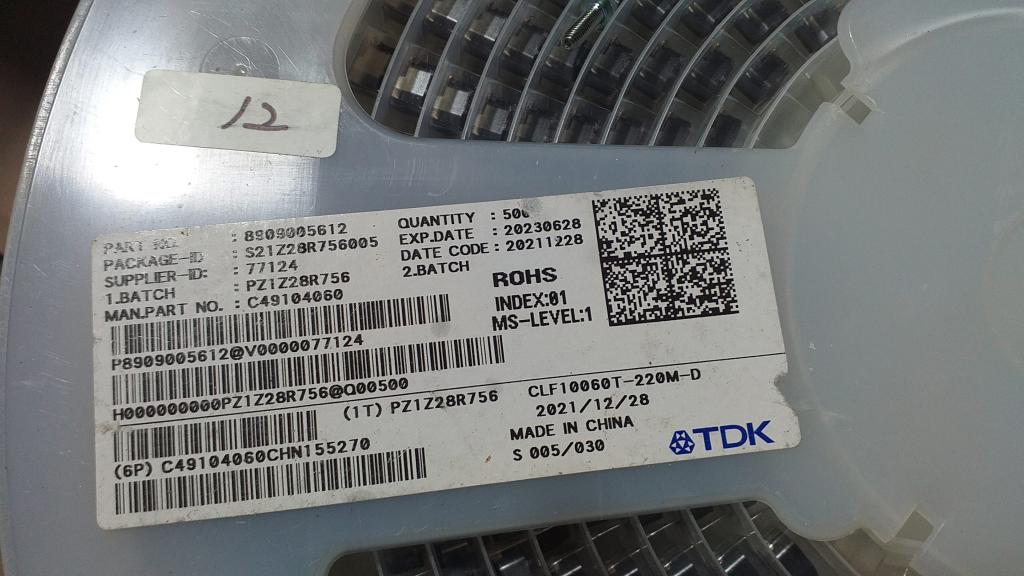 12
PART NO. : 8909005612
PACKAGE-ID : S21Z28R756005
SUPPLIER-ID: : 77124
1.BATCH : PZ1Z28R756
MAN.PART NO. : C49104060
QUANTITY : 500
EXP.DATE : 20230628
DATE CODE : 20211228
2.BATCH
ROHS
INDEX:01
MS-LEVEL:1
P8909005612@V0000077124
H000000000PZ1Z28R756@Q00500
(1T) PZ1Z28R756
(6P) C49104060CHN155270
CLF10060T-220M-D
2021/12/28
MADE IN CHINA
S 005/030
TDK